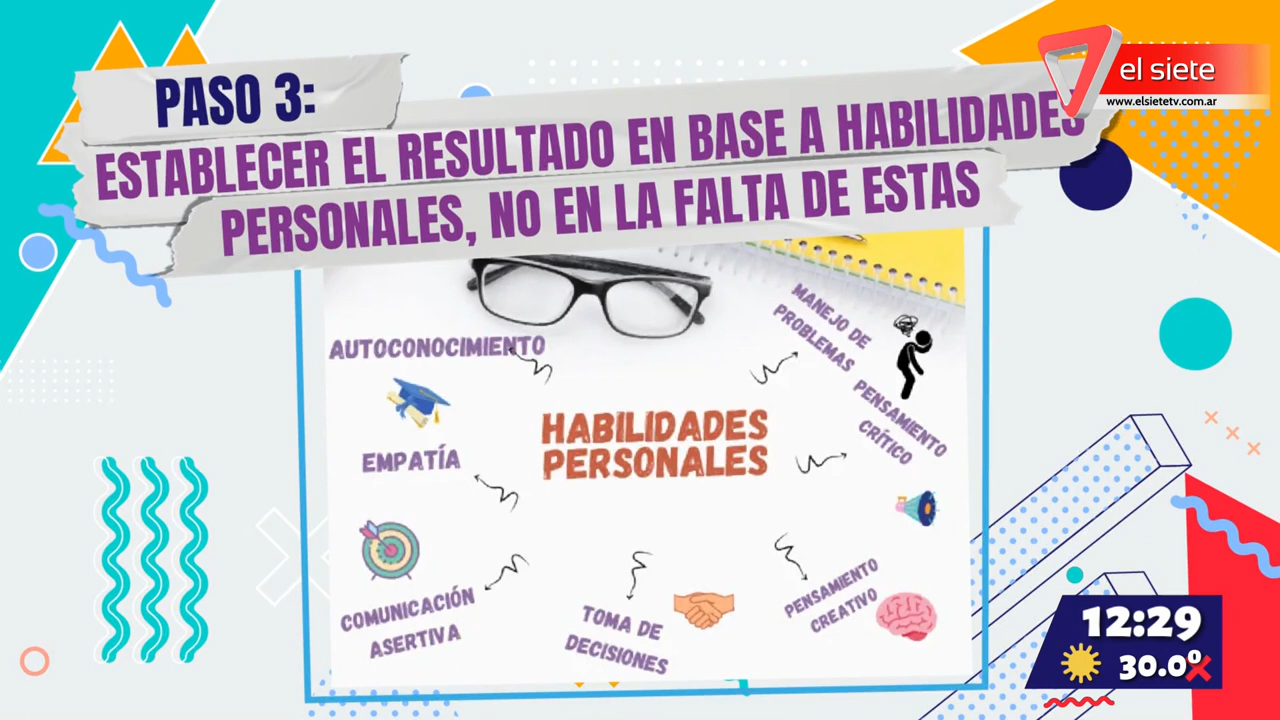 PASO 3:
ESTABLECER EL RESULTADO EN BASE A HABILIDADES
PERSONALES, NO EN LA FALTA DE ESTAS
el siete
www.elsietetv.com.ar
AUTOCONOCIMIENTO
MANEJO DE
PROBLEMAS
PENSAMIENTO
CRÍTICO
HABILIDADES
PERSONALES
EMPATÍA
COMUNICACIÓN
ASERTIVA
TOMA DE
DECISIONES
PENSAMIENTO
CREATIVO
12:29
30.0º